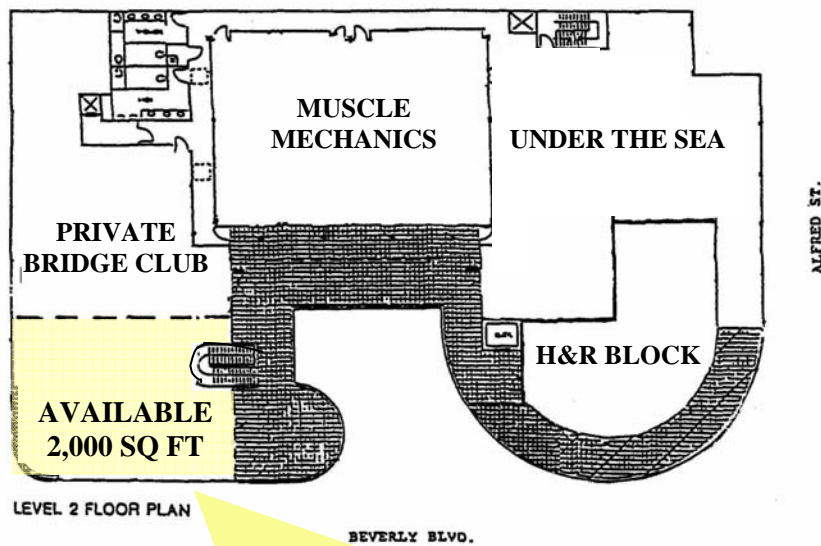 MUSCLE
MECHANICS
UNDER THE SEA
ALFRED ST.
PRIVATE
BRIDGE CLUB
H&R BLOCK
AVAILABLE
2,000 SQ FT
LEVEL 2 FLOOR PLAN
BEVERLY BLVD.